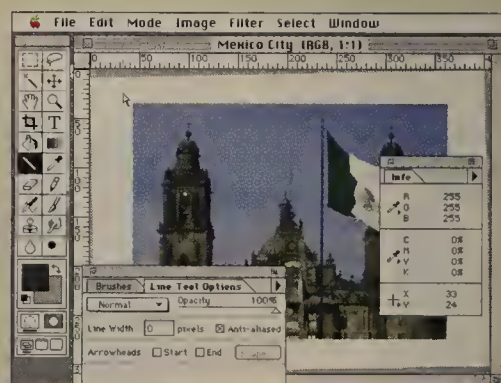 File Edit Mode Image Filter Select Window
Mexico City (RGB, 1:1)
0 50 100 150 200 250 300 350
T
Info
R 255
G 255
B 255
C 0%
M 0%
Y 0%
K 0%
X 33
Y 24
Brushes Line Tool Options
Normal Opacity 100%
Line Width 0 pixels Anti-aliased
Arrowheads Start End